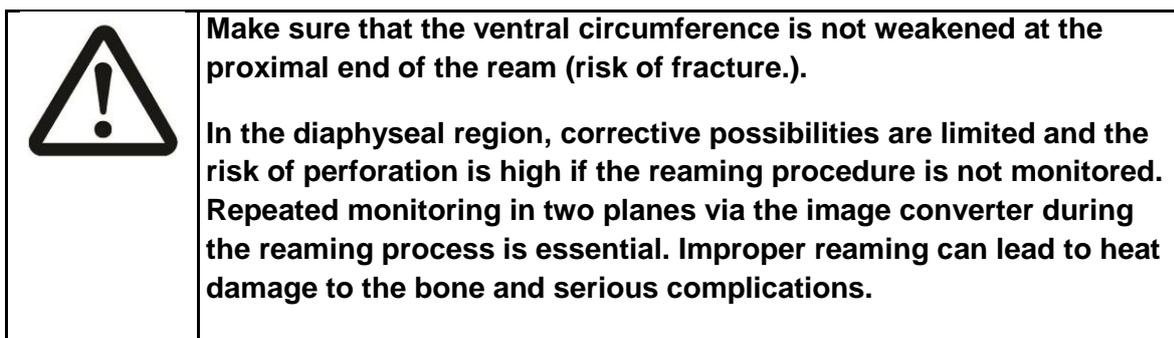 Make sure that the ventral circumference is not weakened at the
proximal end of the ream (risk of fracture.).
In the diaphyseal region, corrective possibilities are limited and the
risk of perforation is high if the reaming procedure is not monitored.
Repeated monitoring in two planes via the image converter during
the reaming process is essential. Improper reaming can lead to heat
damage to the bone and serious complications.